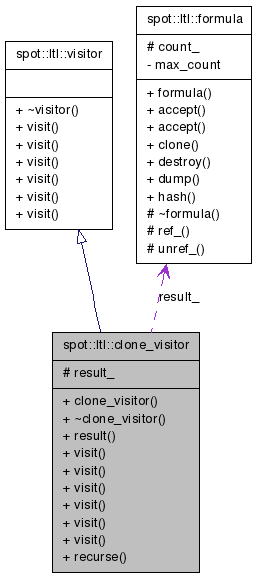 spot::ltl::visitor
+ ~visitor()
+ visit()
+ visit()
+ visit()
+ visit()
+ visit()
+ visit()
spot::ltl::formula
# count_
- max_count
+ formula()
+ accept()
+ accept()
+ clone()
+ destroy()
+ dump()
+ hash()
# ~formula()
# ref_()
# unref_()
result_
spot::ltl::clone_visitor
# result_
+ clone_visitor()
+ ~clone_visitor()
+ result()
+ visit()
+ visit()
+ visit()
+ visit()
+ visit()
+ visit()
+ recurse()